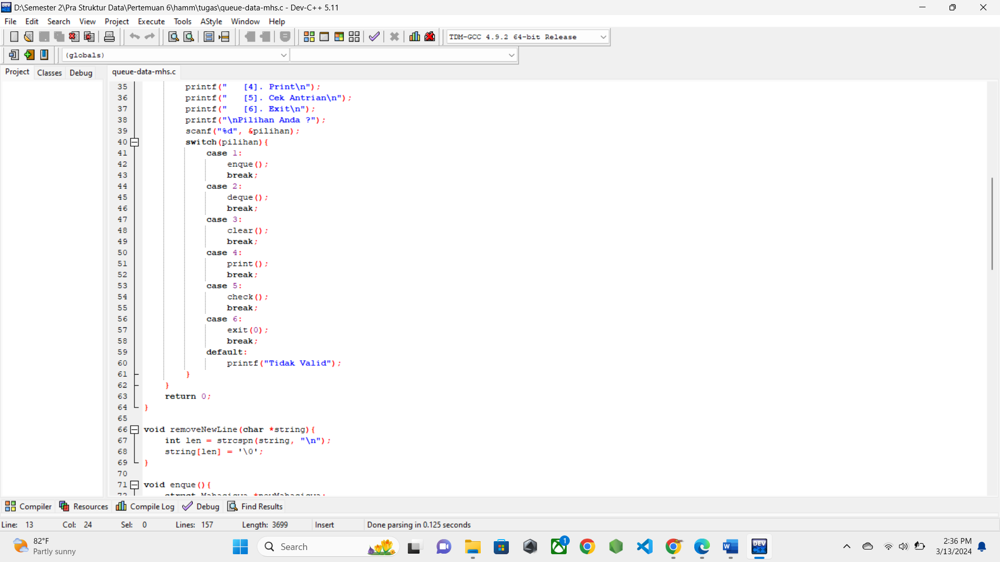 D:\Semester 2\Pra Struktur Data\Pertemuan 6\hamm\tugas\queue-data-mhs.c - Dev-C++ 5.11
File Edit Search View Project Execute Tools AStyle Window Help
TDM-GCC 4.9.2 64-bit Release
(globals)
Project Classes Debug queue-data-mhs.c
35 printf("   [4]. Print\n");
36 printf("   [5]. Cek Antrian\n");
37 printf("   [6]. Exit\n");
38 printf("\nPilihan Anda ?");
39 scanf("%d", &pilihan);
40 switch(pilihan){
41 case 1:
42 enque();
43 break;
44 case 2:
45 deque();
46 break;
47 case 3:
48 clear();
49 break;
50 case 4:
51 print();
52 break;
53 case 5:
54 check();
55 break;
56 case 6:
57 exit(0);
58 break;
59 default:
60 printf("Tidak Valid");
61 }
62 }
63 return 0;
64 }
65
66 void removeNewLine(char *string){
67 int len = strcspn(string, "\n");
68 string[len] = '\0';
69 }
70
71 void enque(){
72 struct Mahasiswa *newMahasiswa;
Compiler Resources Compile Log Debug Find Results
Line: 13 Col: 24 Sel: 0 Lines: 157 Length: 3699 Insert Done parsing in 0.125 seconds
82°F
Partly sunny
Search
1
DEV
C++
2:36 PM
3/13/2024